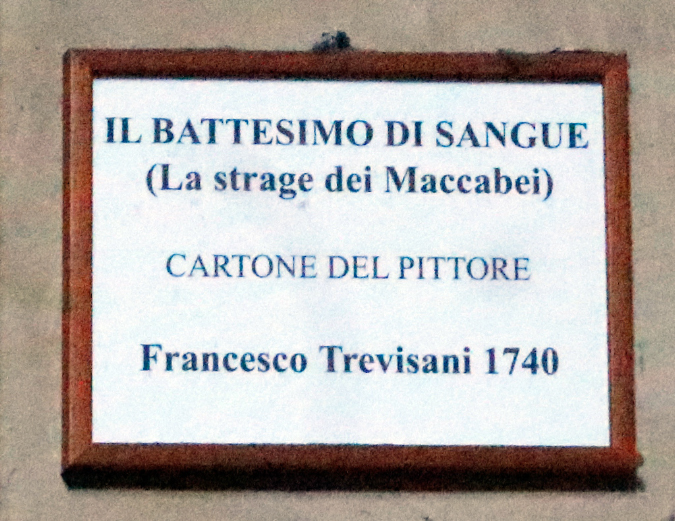 IL BATTESIMO DI SANGUE
(La strage dei Maccabei)
CARTONE DEL PITTORE
Francesco Trevisani 1740